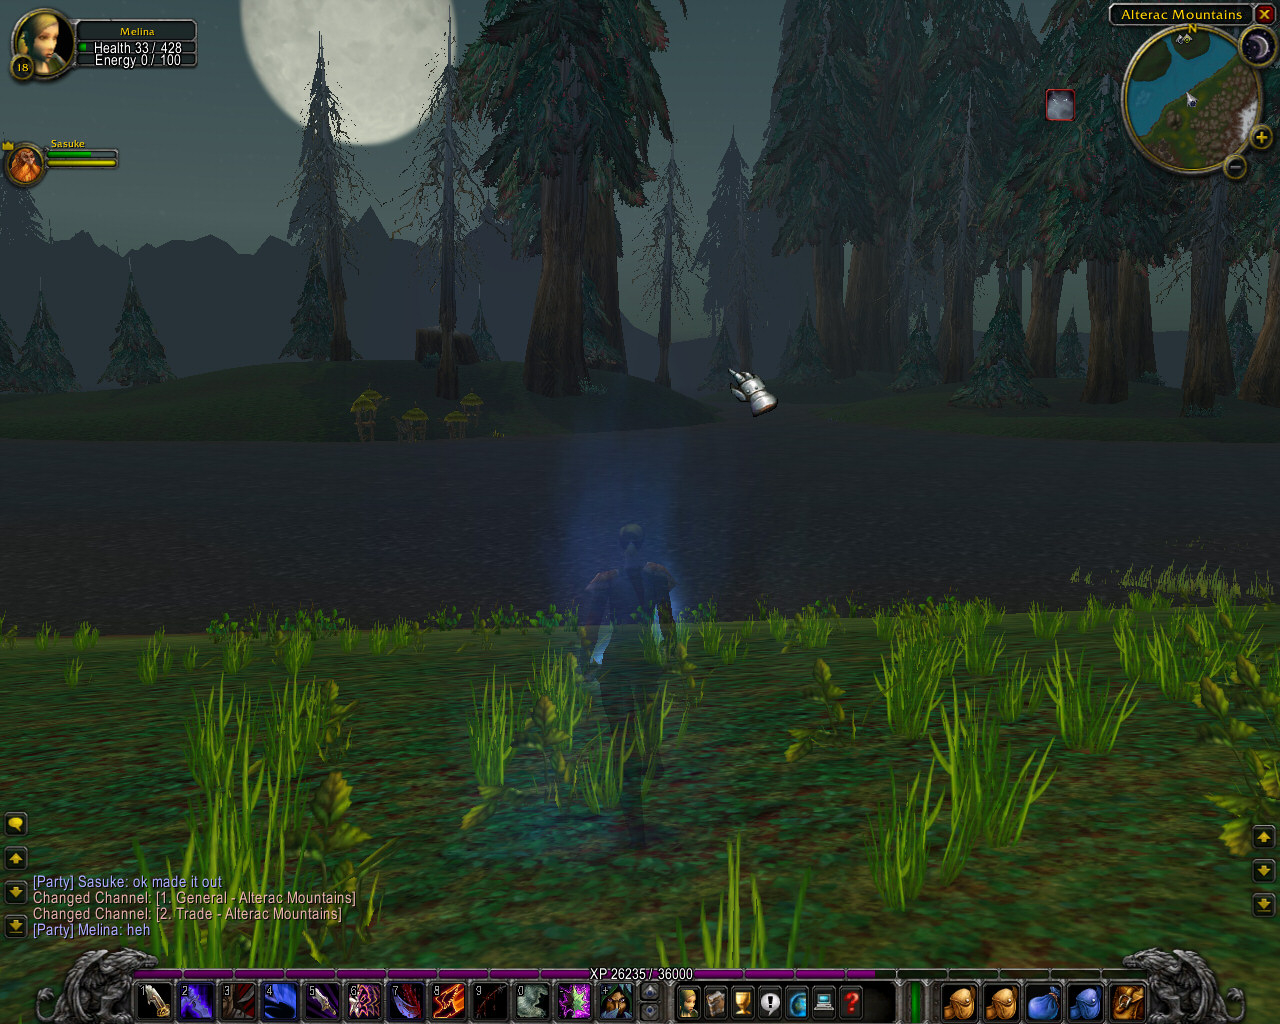 Melina
Health 33 / 428
Energy 0 / 100
18
Sasuke
Alterac Mountains
N
[Party] Sasuke: ok made it out
Changed Channel: [1. General - Alterac Mountains]
Changed Channel: [2. Trade - Alterac Mountains]
[Party] Melina: heh
XP 26235 / 36000
1 2 3 4 5 6 7 8 9 0 - +